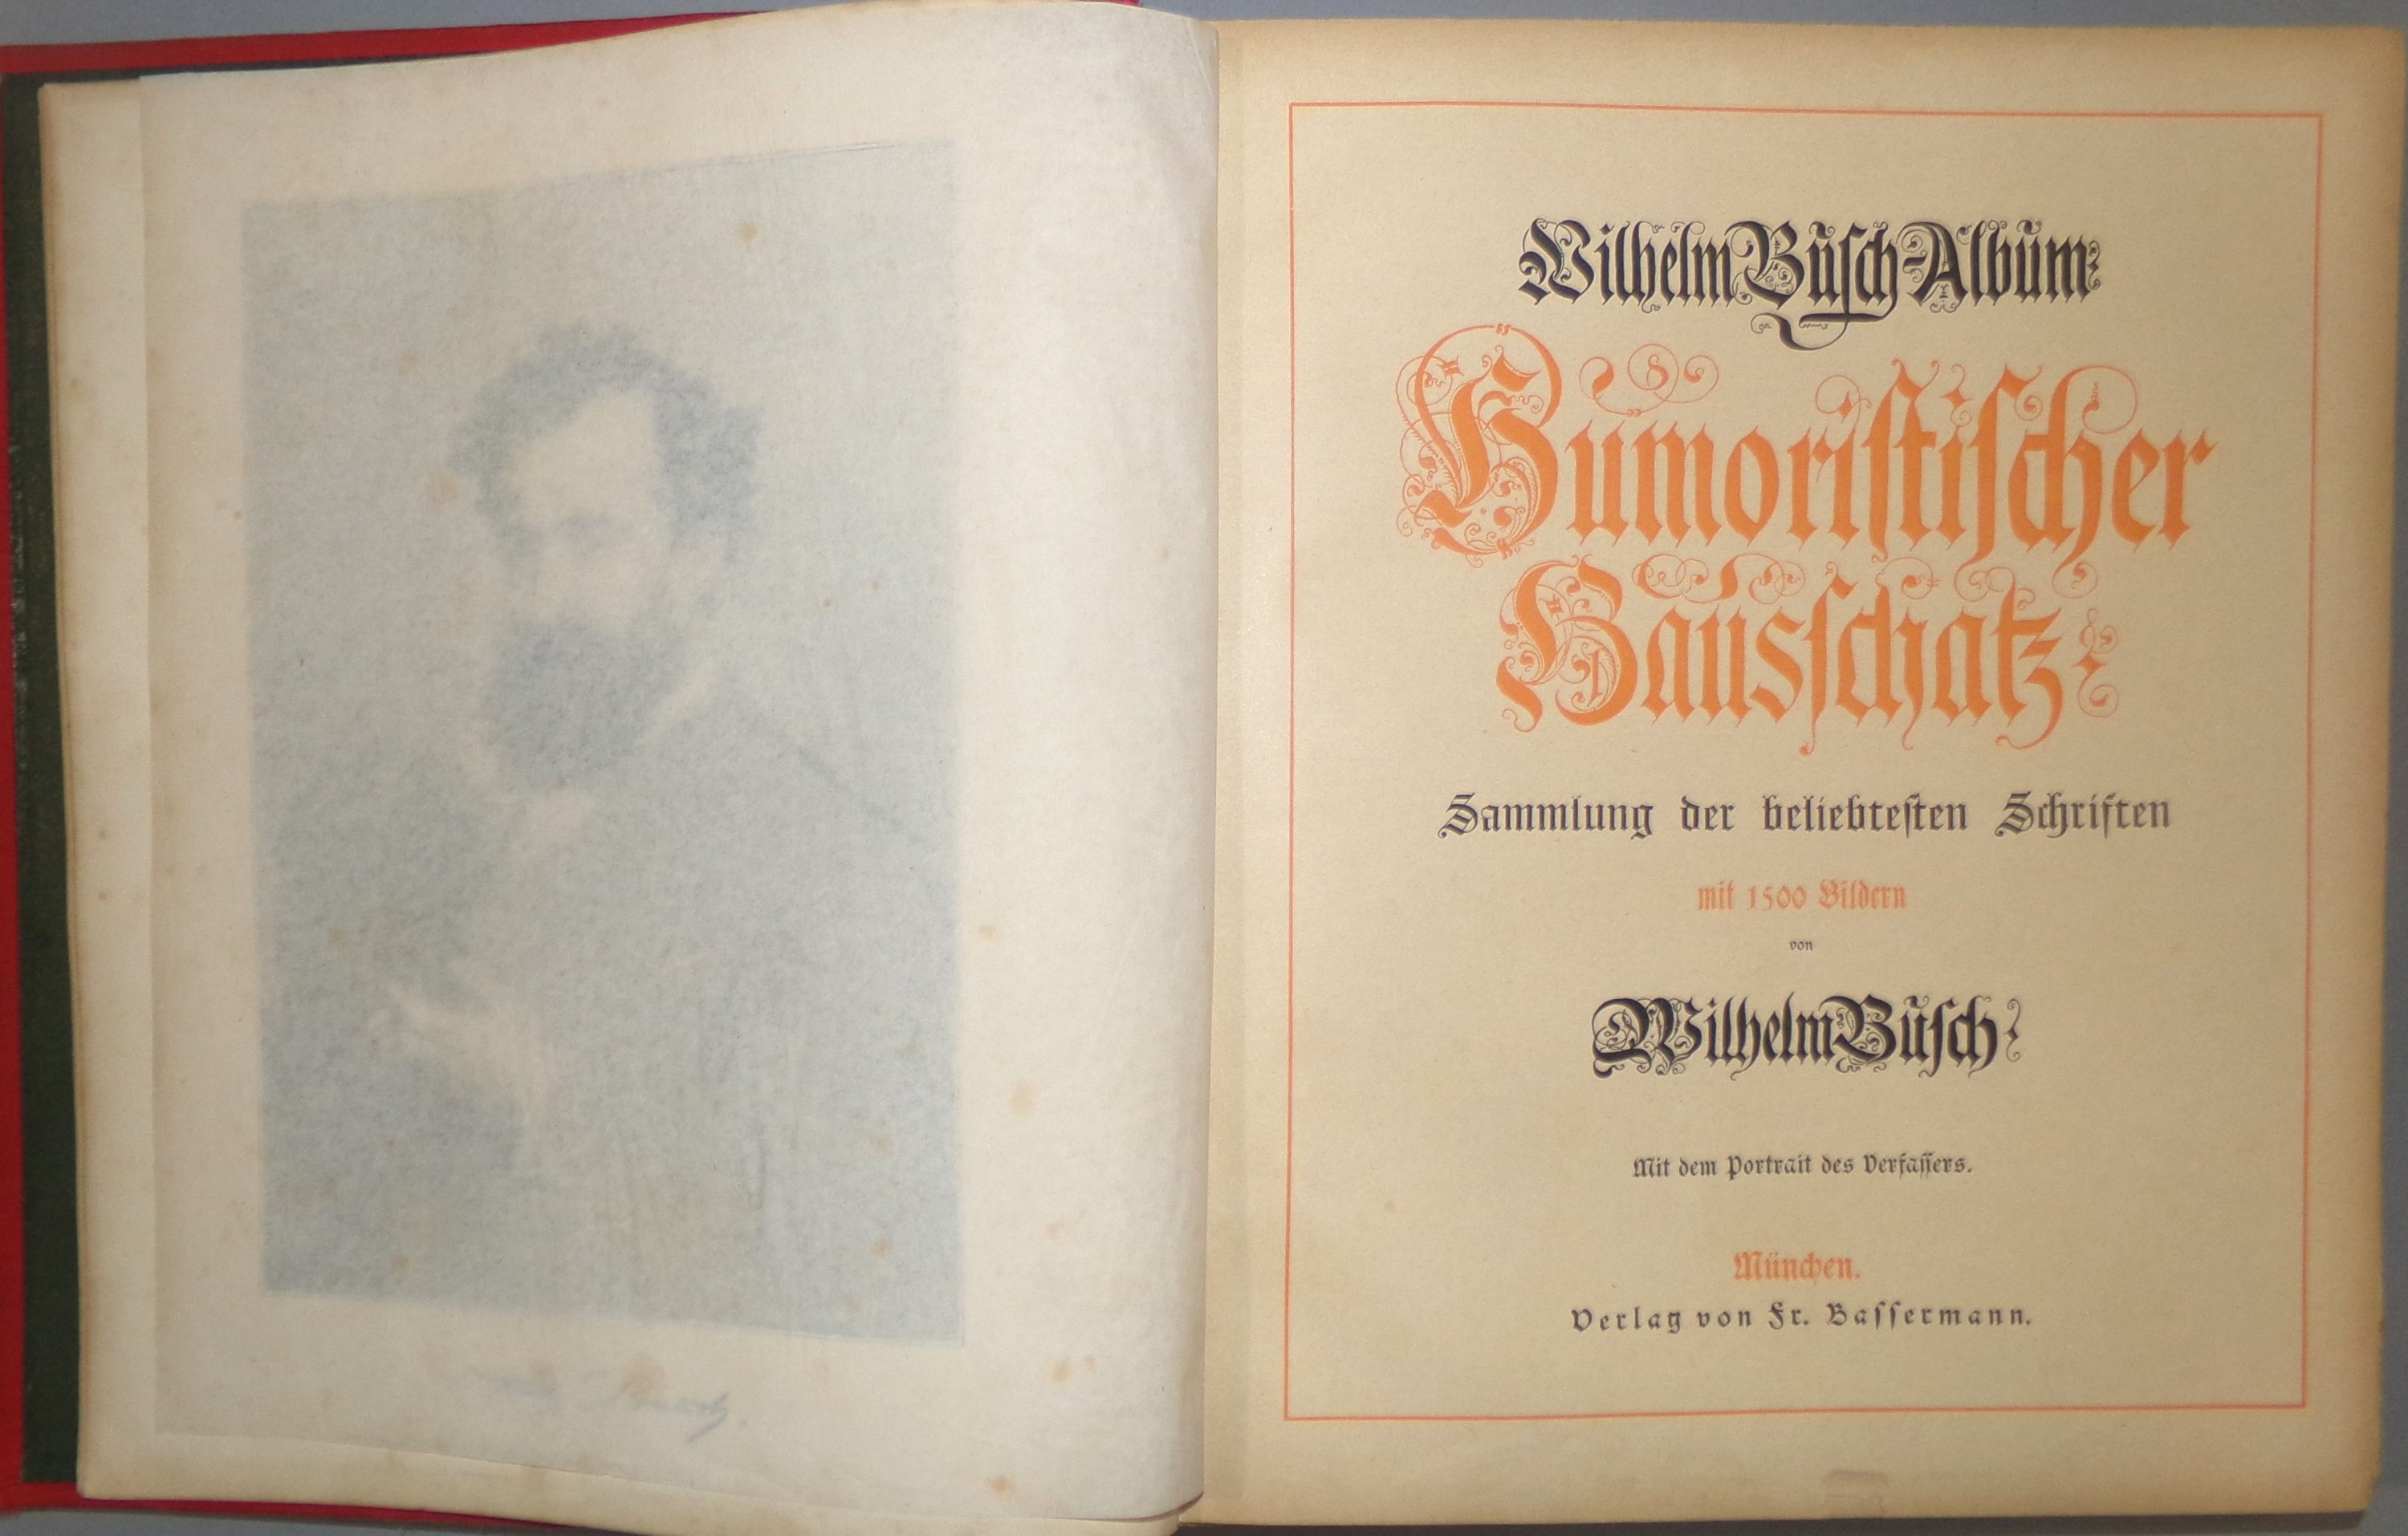 Wilhelm Buſch-Album
Humoriſtiſcher
Hausſchatz
Sammlung der beliebteſten Schriften
mit 1500 Bildern
von
Wilhelm Buſch
Mit dem Portrait des Verfaſſers.
München.
Verlag von Fr. Baſſermann.